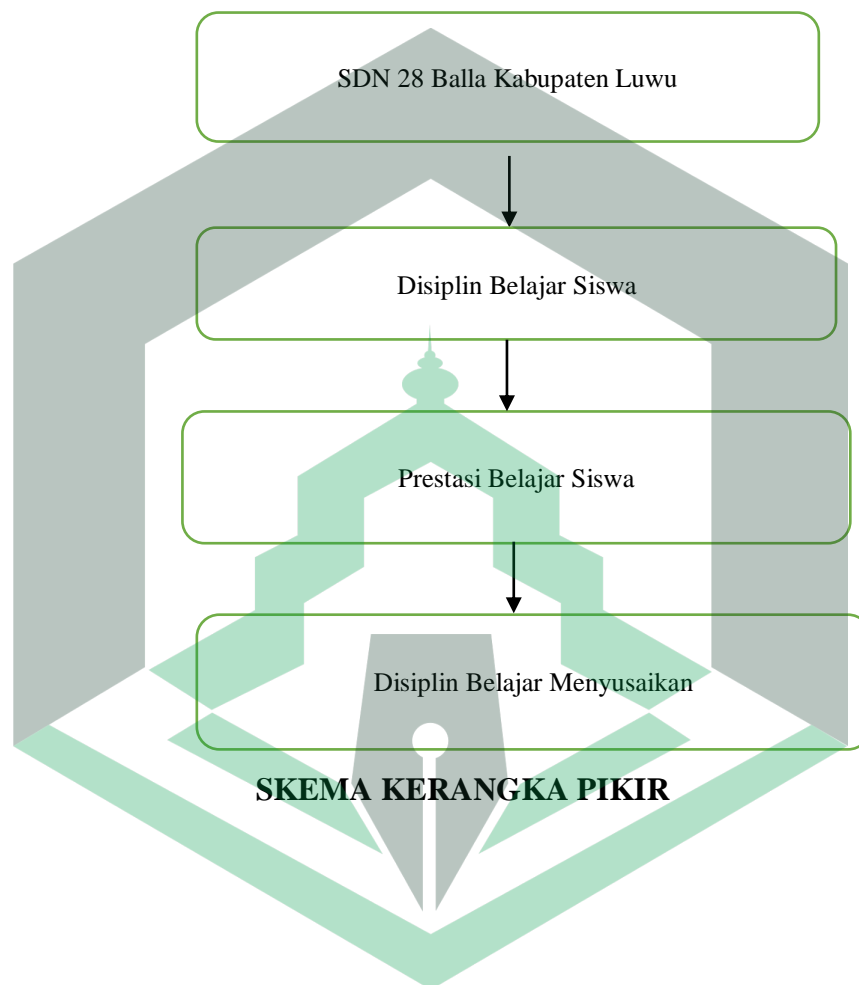 SDN 28 Balla Kabupaten Luwu
Disiplin Belajar Siswa
Prestasi Belajar Siswa
Disiplin Belajar Menyusaikan
SKEMA KERANGKA PIKIR